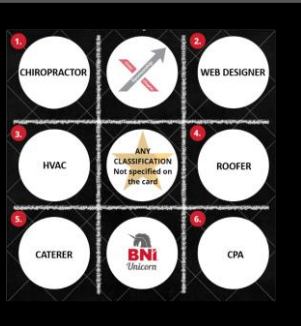 1.
CHIROPRACTOR
2.
WEB DESIGNER
3.
HVAC
ANY
CLASSIFICATION
Not specified on
the card
4.
ROOFER
5.
CATERER
BNI
Unicorn
6.
CPA